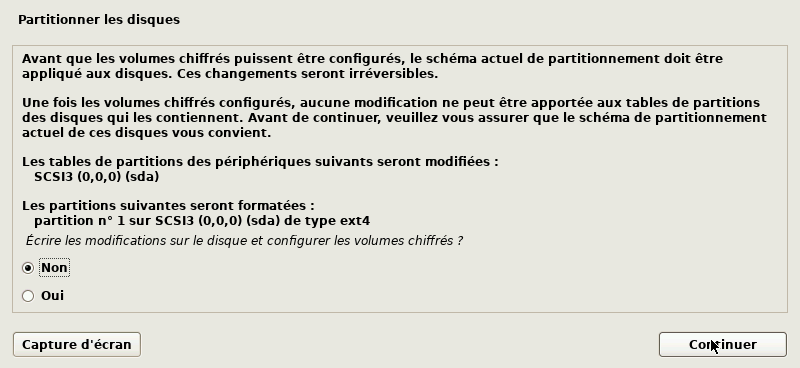 Partitionner les disques
Avant que les volumes chiffrés puissent être configurés, le schéma actuel de partitionnement doit être
appliqué aux disques. Ces changements seront irréversibles.
Une fois les volumes chiffrés configurés, aucune modification ne peut être apportée aux tables de partitions
des disques qui les contiennent. Avant de continuer, veuillez vous assurer que le schéma de partitionnement
actuel de ces disques vous convient.
Les tables de partitions des périphériques suivants seront modifiées :
SCSI3 (0,0,0) (sda)
Les partitions suivantes seront formatées :
partition n° 1 sur SCSI3 (0,0,0) (sda) de type ext4
Écrire les modifications sur le disque et configurer les volumes chiffrés ?
Non
Oui
Capture d'écran
Continuer